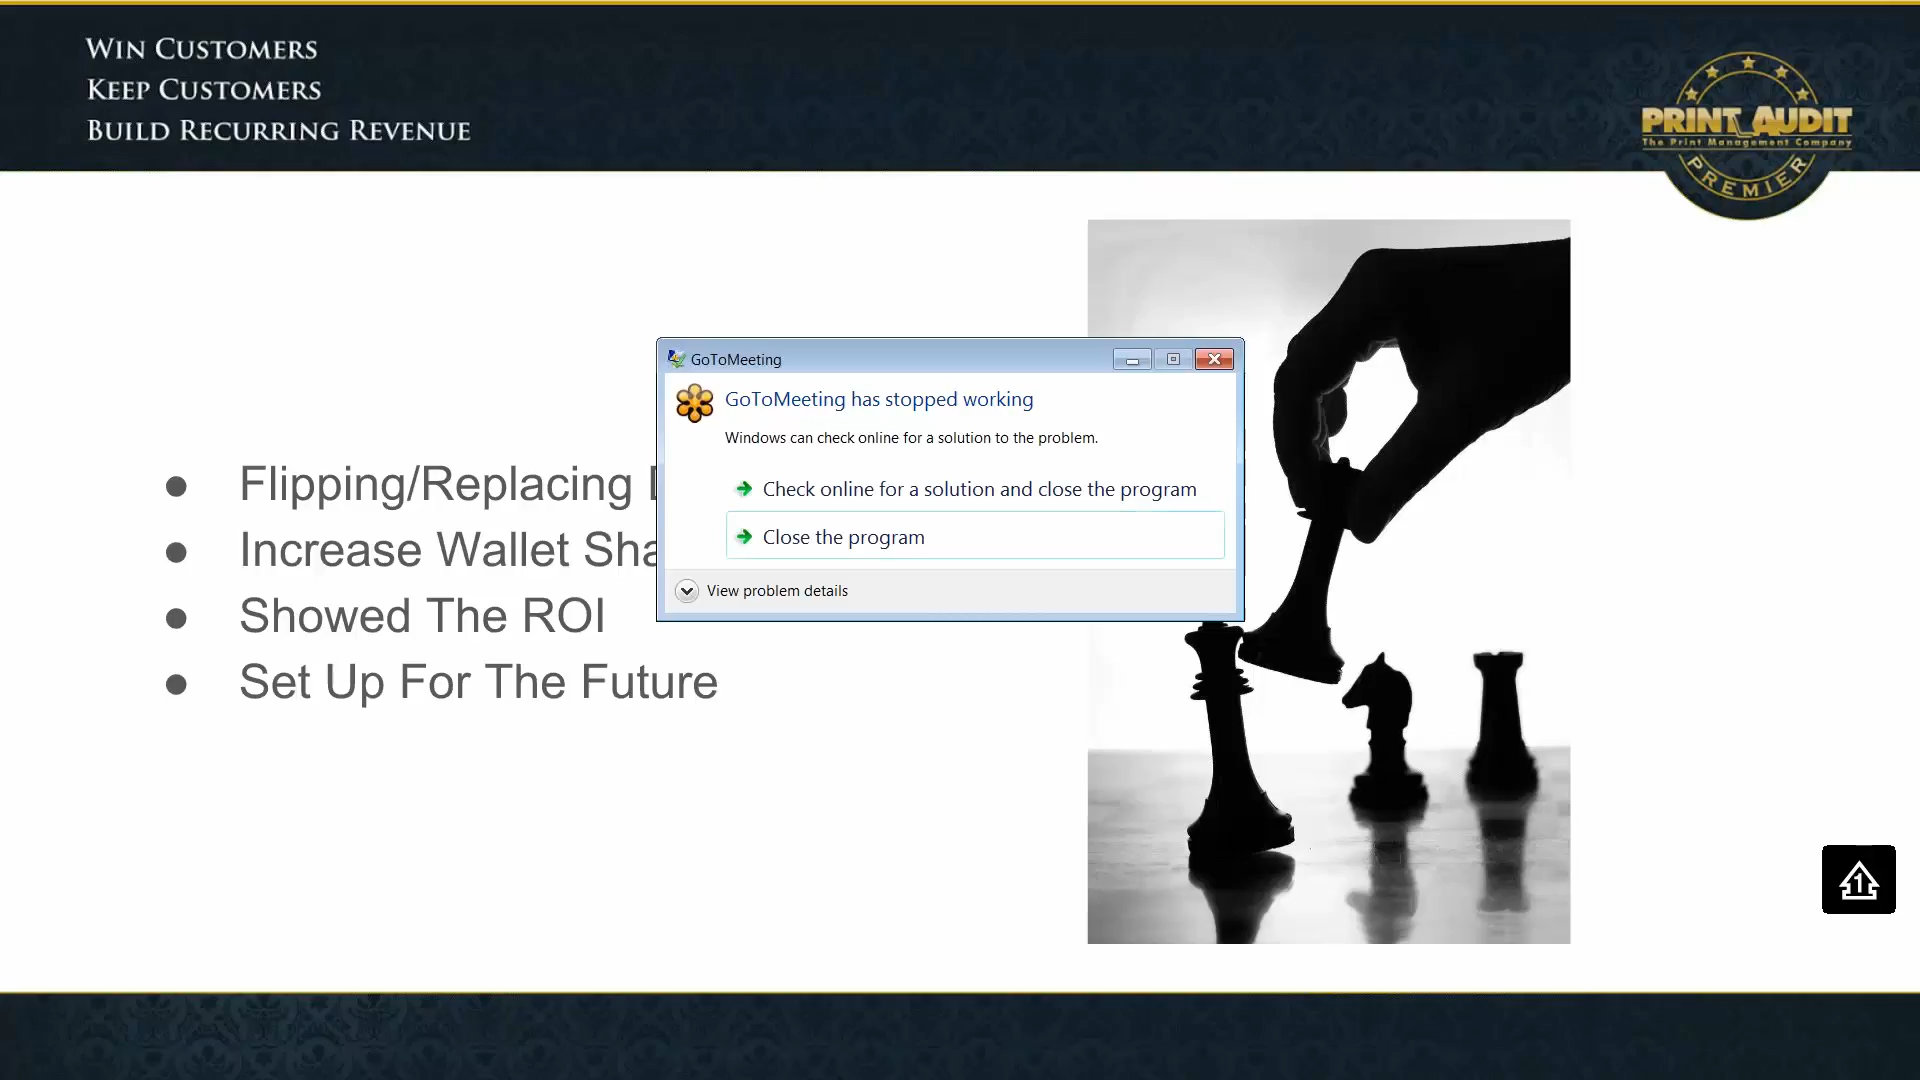 WIN CUSTOMERS
KEEP CUSTOMERS
BUILD RECURRING REVENUE
PRINT AUDIT
The Print Management Company
PREMIER
GoToMeeting
GoToMeeting has stopped working
Windows can check online for a solution to the problem.
Check online for a solution and close the program
Close the program
View problem details
● Flipping/Replacing
● Increase Wallet
● Showed The ROI
● Set Up For The Future
1